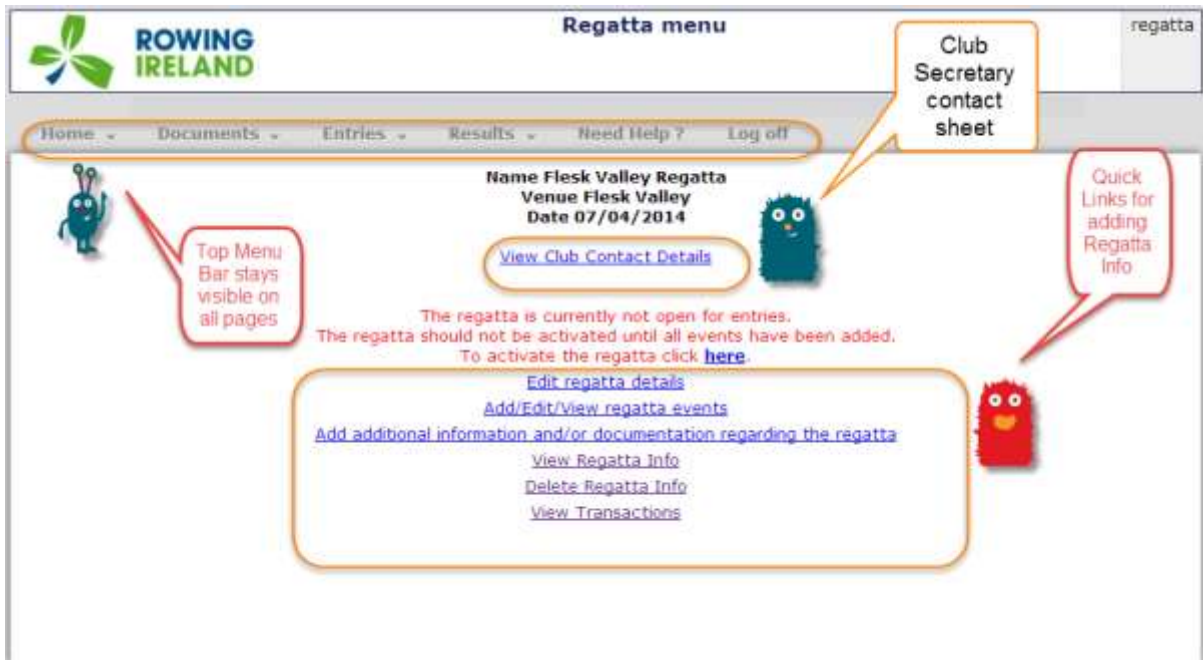 Regatta menu
regatta
ROWING
IRELAND
Club
Secretary
contact
sheet
Home
Documents
Entries
Results
Need Help ?
Log off
Name Flesk Valley Regatta
Venue Flesk Valley
Date 07/04/2014
View Club Contact Details
Top Menu
Bar stays
visible on
all pages
Quick
Links for
adding
Regatta
Info
The regatta is currently not open for entries.
The regatta should not be activated until all events have been added.
To activate the regatta click here.
Edit regatta details
Add/Edit/View regatta events
Add additional information and/or documentation regarding the regatta
View Regatta Info
Delete Regatta Info
View Transactions